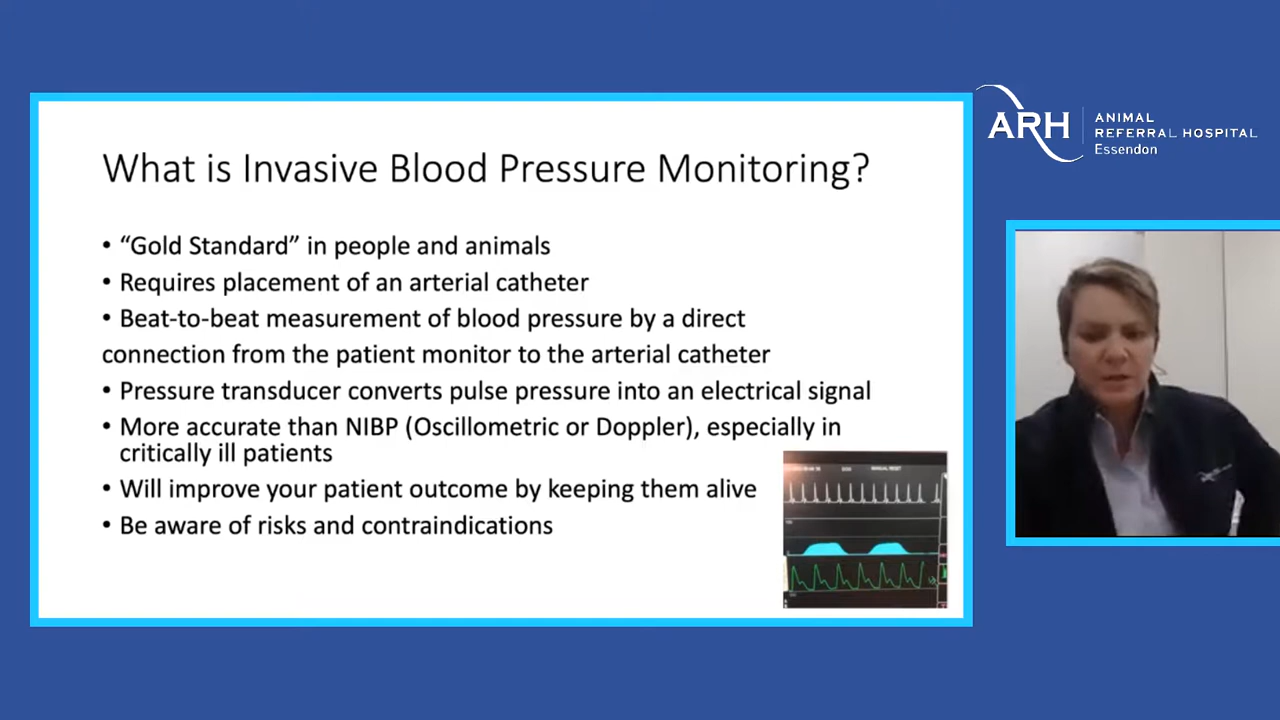 What is Invasive Blood Pressure Monitoring?
• “Gold Standard” in people and animals
• Requires placement of an arterial catheter
• Beat-to-beat measurement of blood pressure by a direct
connection from the patient monitor to the arterial catheter
• Pressure transducer converts pulse pressure into an electrical signal
• More accurate than NIBP (Oscillometric or Doppler), especially in
critically ill patients
• Will improve your patient outcome by keeping them alive
• Be aware of risks and contraindications
ARH
ANIMAL
REFERRAL HOSPITAL
Essendon